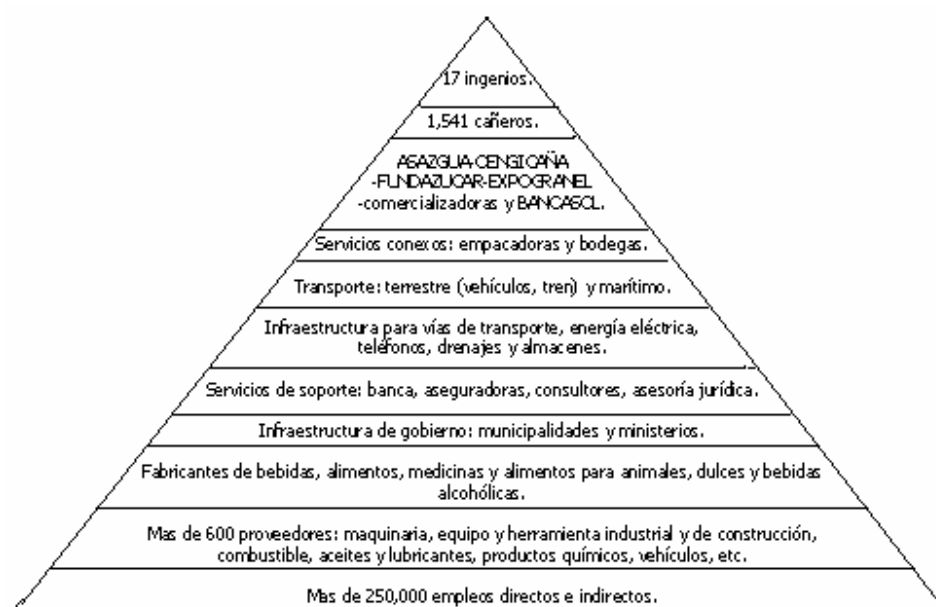 17 ingenios.
1,541 cañeros.
ASAZGUA-CENGICAÑA
-FUNDAZUCAR-EXPOGRANEL
-comercializadoras y BANCASOL.
Servicios conexos: empacadoras y bodegas.
Transporte: terrestre (vehículos, tren) y marítimo.
Infraestructura para vías de transporte, energía eléctrica,
teléfonos, drenajes y almacenes.
Servicios de soporte: banca, aseguradoras, consultores, asesoría jurídica.
Infraestructura de gobierno: municipalidades y ministerios.
Fabricantes de bebidas, alimentos, medicinas y alimentos para animales, dulces y bebidas
alcohólicas.
Mas de 600 proveedores: maquinaria, equipo y herramienta industrial y de construcción,
combustible, aceites y lubricantes, productos químicos, vehículos, etc.
Mas de 250,000 empleos directos e indirectos.